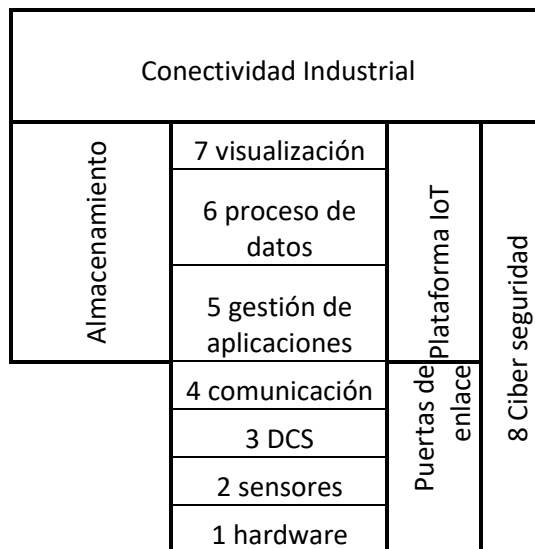 Conectividad Industrial
Almacenamiento
7 visualización
6 proceso de
datos
5 gestión de
aplicaciones
4 comunicación
3 DCS
2 sensores
1 hardware
Plataforma IoT
Puertas de
enlace
8 Ciber seguridad